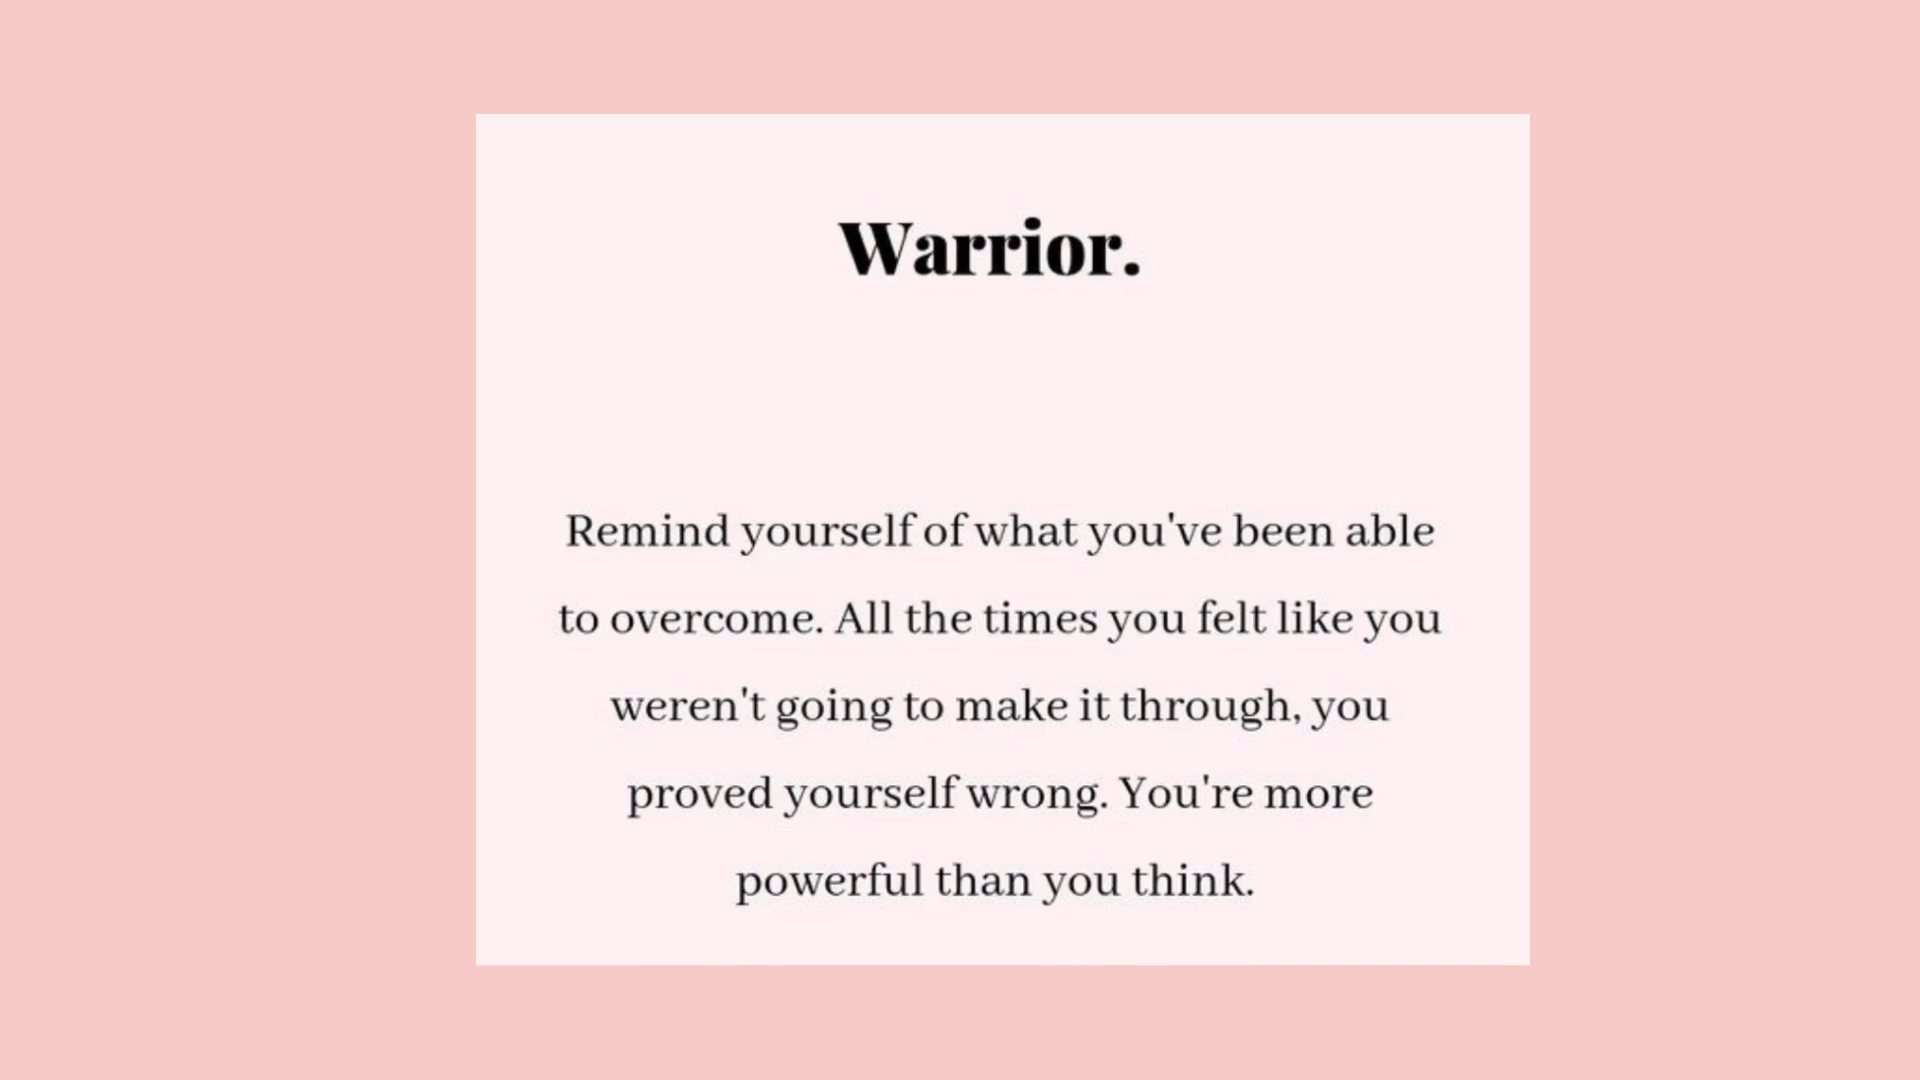 Warrior.
Remind yourself of what you've been able
to overcome. All the times you felt like you
weren't going to make it through, you
proved yourself wrong. You're more
powerful than you think.